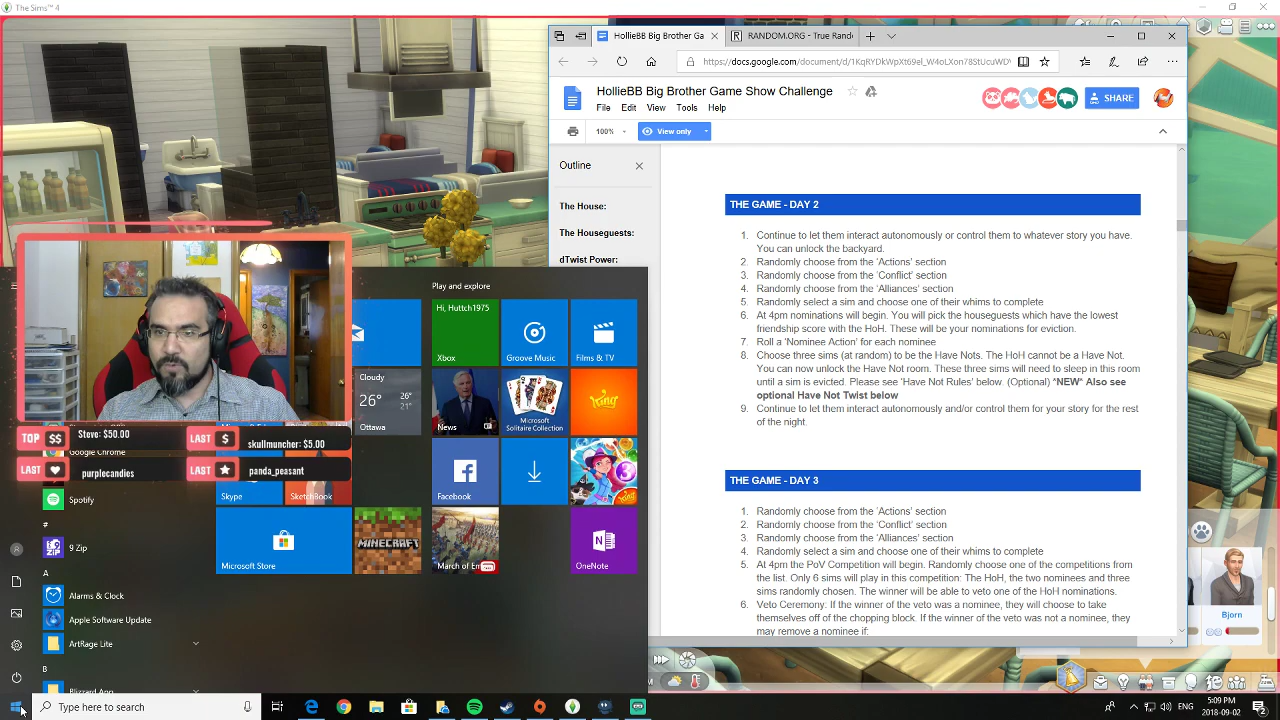 The Sims™ 4
HollieBB Big Brother Ga
RANDOM.ORG - True Rand
https://docs.google.com/document/d/1KqRYDkWpXt69el_W4oLXon78StUcuWD
HollieBB Big Brother Game Show Challenge
SHARE
File Edit View Tools Help
100%
View only
Outline
The House:
The Houseguests:
dTwist Power:
THE GAME - DAY 2
1. Continue to let them interact autonomously or control them to whatever story you have.
You can unlock the backyard.
2. Randomly choose from the 'Actions' section
3. Randomly choose from the 'Conflict' section
4. Randomly choose from the 'Alliances' section
5. Randomly select a sim and choose one of their whims to complete
6. At 4pm nominations will begin. You will pick the houseguests which have the lowest
friendship score with the HoH. These will be your nominations for eviction.
7. Roll a 'Nominee Action' for each nominee
8. Choose three sims (at random) to be the Have Nots. The HoH cannot be a Have Not.
You can now unlock the Have Not room. These three sims will need to sleep in this room
until a sim is evicted. Please see 'Have Not Rules' below. (Optional) *NEW* Also see
optional Have Not Twist below
9. Continue to let them interact autonomously and/or control them for your story for the rest
of the night.
THE GAME - DAY 3
1. Randomly choose from the 'Actions' section
2. Randomly choose from the 'Conflict' section
3. Randomly choose from the 'Alliances' section
4. Randomly select a sim and choose one of their whims to complete
5. At 4pm the PoV Competition will begin. Randomly choose one of the competitions from
the list. Only 6 sims will play in this competition: The HoH, the two nominees and three
sims randomly chosen. The winner will be able to veto one of the HoH nominations.
6. Veto Ceremony: If the winner of the veto was a nominee, they will choose to take
themselves off of the chopping block. If the winner of the veto was not a nominee, they
may remove a nominee if:
Play and explore
Hi, Huttch1975
Xbox
Groove Music
Films & TV
Cloudy
26°
26°
21°
Ottawa
News
Microsoft
Solitaire Collection
King
Skype
SketchBook
Facebook
3
King
Microsoft Store
MINECRAFT
March of Em
OneNote
TOP $$
Steve: $50.00
LAST $
skullmuncher: $5.00
LAST
purplecandies
LAST
panda_peasant
Google Chrome
Spotify
#
9 Zip
A
Alarms & Clock
Apple Software Update
ArtRage Lite
B
Blizzard App
Bjorn
Type here to search
ENG
5:09 PM
2018-09-02
2